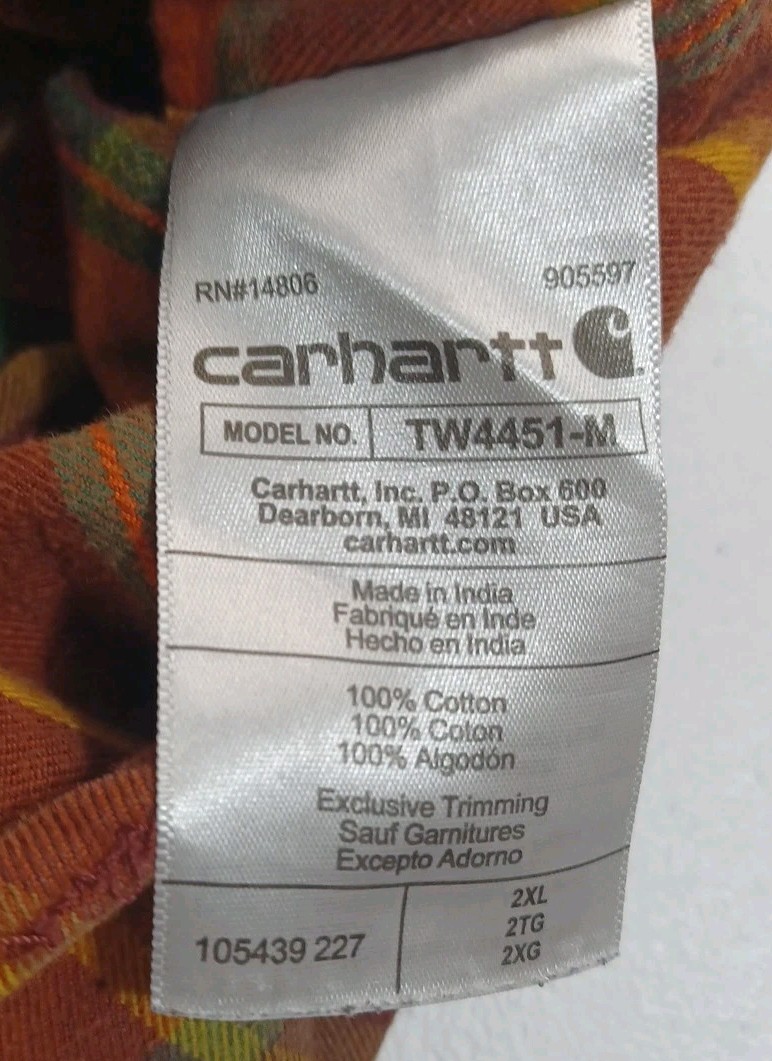 RN#14806 905597
carhartt
MODEL NO. TW4451-M
Carhartt, Inc. P.O. Box 600
Dearborn, MI 48121 USA
carhartt.com
Made in India
Fabriqué en Inde
Hecho en India
100% Cotton
100% Coton
100% Algodón
Exclusive Trimming
Sauf Garnitures
Excepto Adorno
105439 227
2XL
2TG
2XG